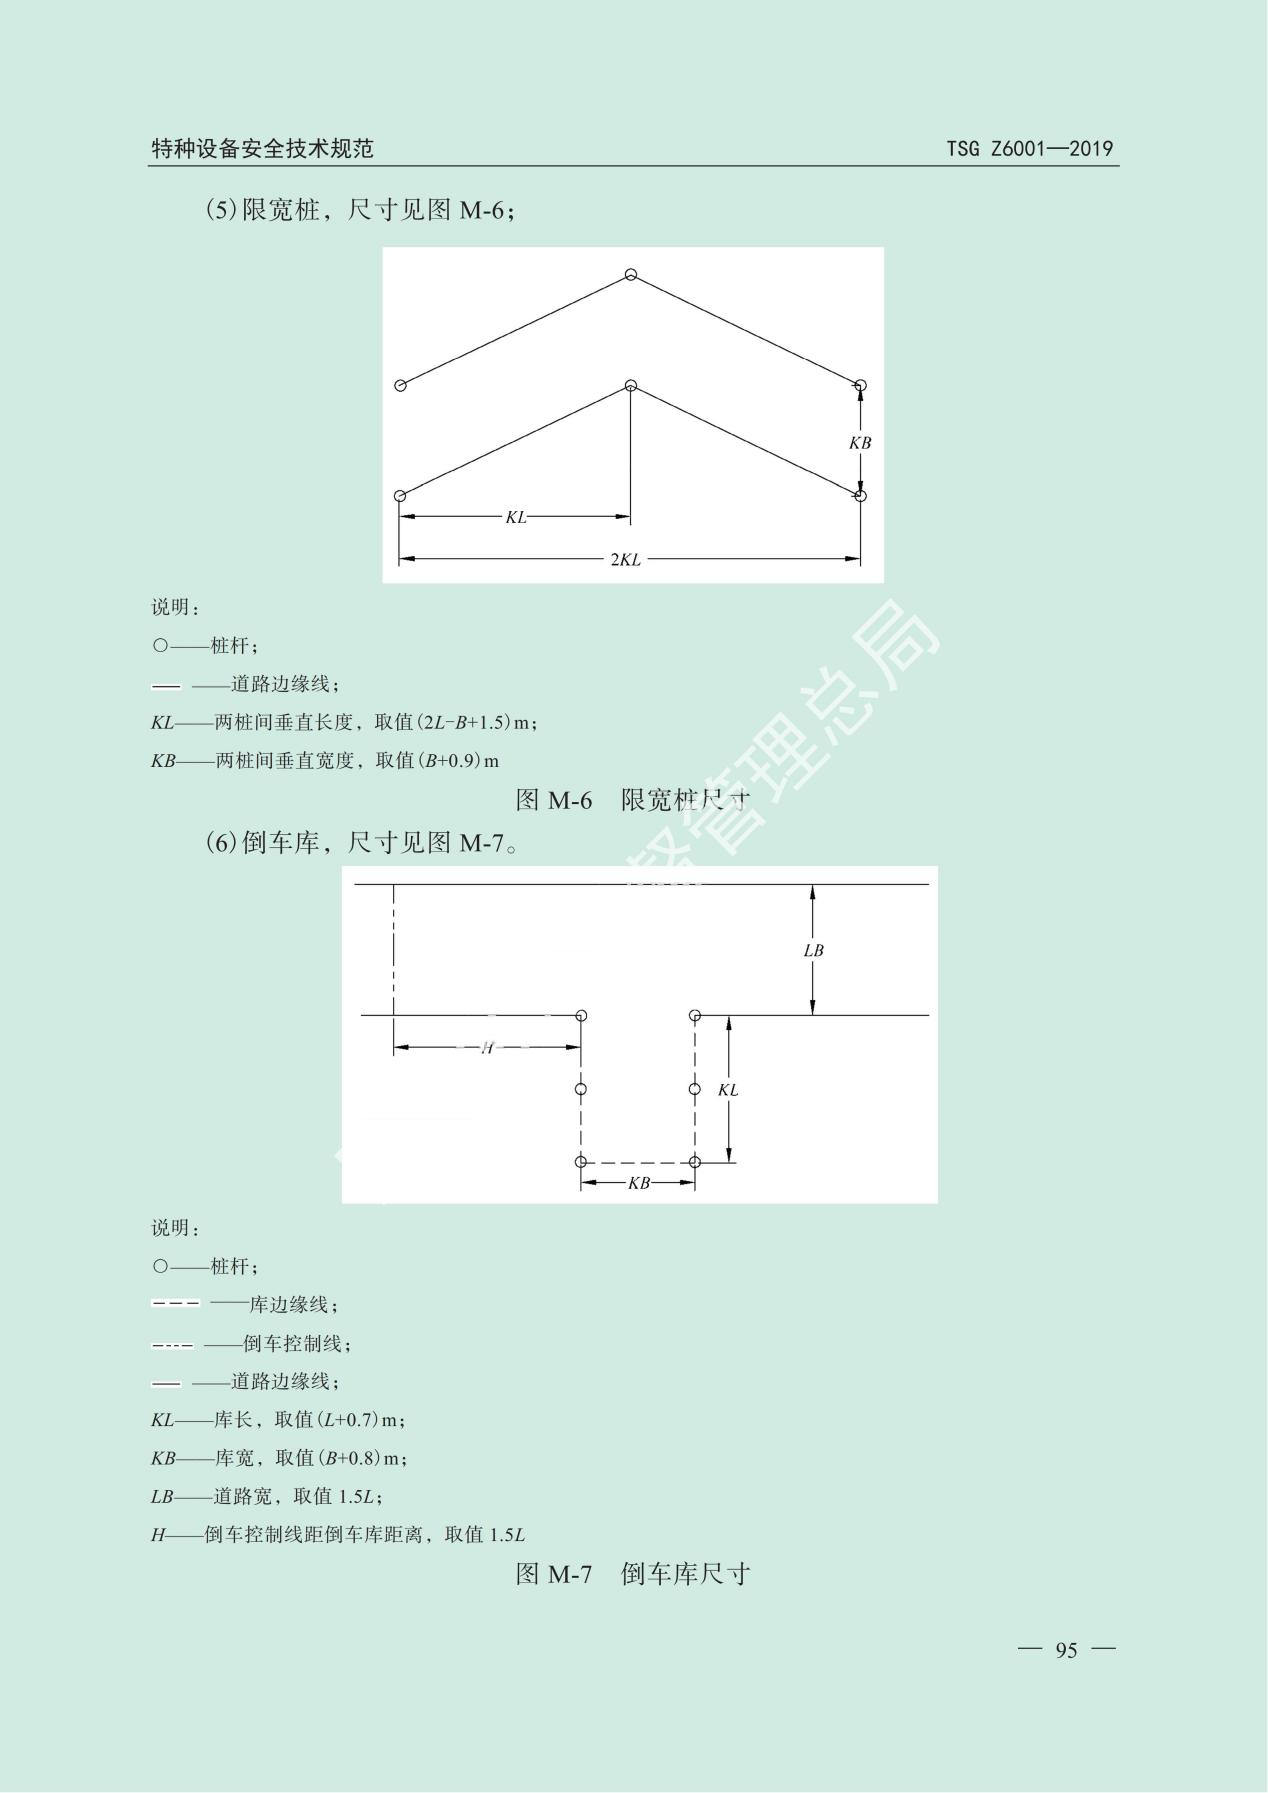 特种设备安全技术规范 TSG Z6001—2019
(5)限宽桩，尺寸见图 M-6；
KB
KL
2KL
说明：
○——桩杆；
— ——道路边缘线；
KL——两桩间垂直长度，取值(2L-B+1.5)m；
KB——两桩间垂直宽度，取值(B+0.9)m
图 M-6 限宽桩尺寸
(6)倒车库，尺寸见图 M-7。
LB
H
KL
KB
说明：
○——桩杆；
--- ——库边缘线；
—--— ——倒车控制线；
— ——道路边缘线；
KL——库长，取值(L+0.7)m；
KB——库宽，取值(B+0.8)m；
LB——道路宽，取值 1.5L；
H——倒车控制线距倒车库距离，取值 1.5L
图 M-7 倒车库尺寸
— 95 —
督管理总局